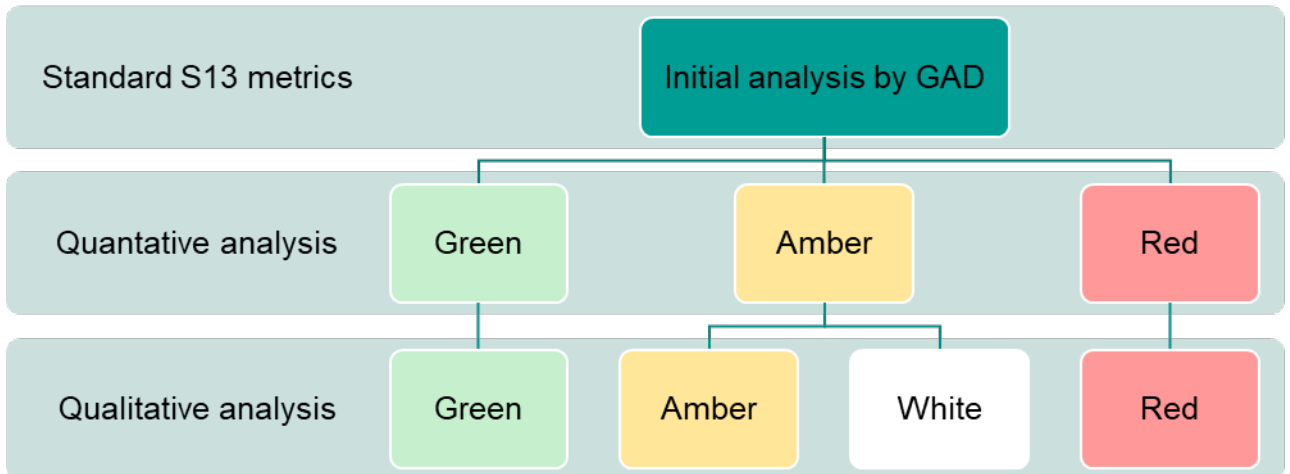 Standard S13 metrics
Initial analysis by GAD
Quantative analysis
Green
Amber
Red
Qualitative analysis
Green
Amber
White
Red